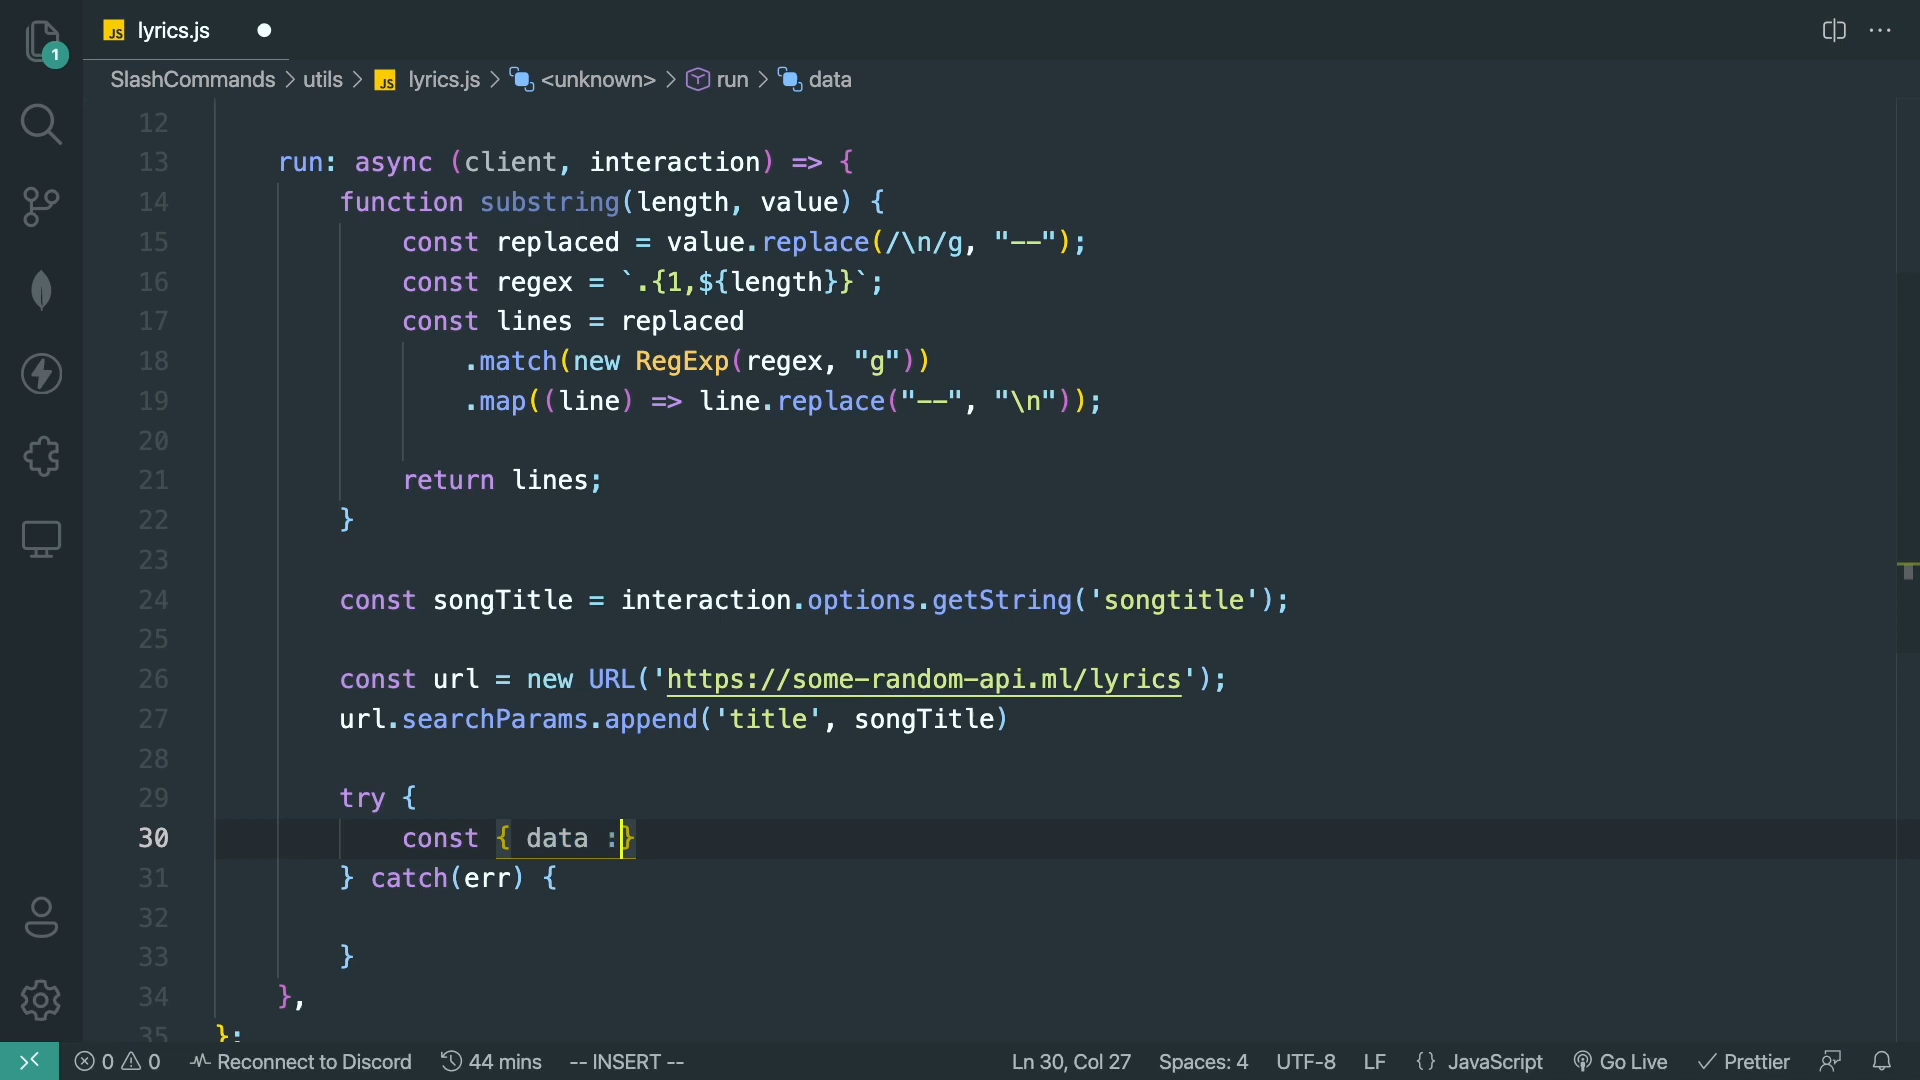 JS lyrics.js
1
SlashCommands > utils > JS lyrics.js > <unknown> > run > data
12
13 run: async (client, interaction) => {
14 function substring(length, value) {
15 const replaced = value.replace(/\n/g, "--");
16 const regex = `.{1,${length}}`;
17 const lines = replaced
18 .match(new RegExp(regex, "g"))
19 .map((line) => line.replace("--", "\n"));
20
21 return lines;
22 }
23
24 const songTitle = interaction.options.getString('songtitle');
25
26 const url = new URL('https://some-random-api.ml/lyrics');
27 url.searchParams.append('title', songTitle)
28
29 try {
30 const { data :}
31 } catch(err) {
32
33 }
34 },
35 };
0 0 Reconnect to Discord 44 mins -- INSERT -- Ln 30, Col 27 Spaces: 4 UTF-8 LF {} JavaScript Go Live Prettier